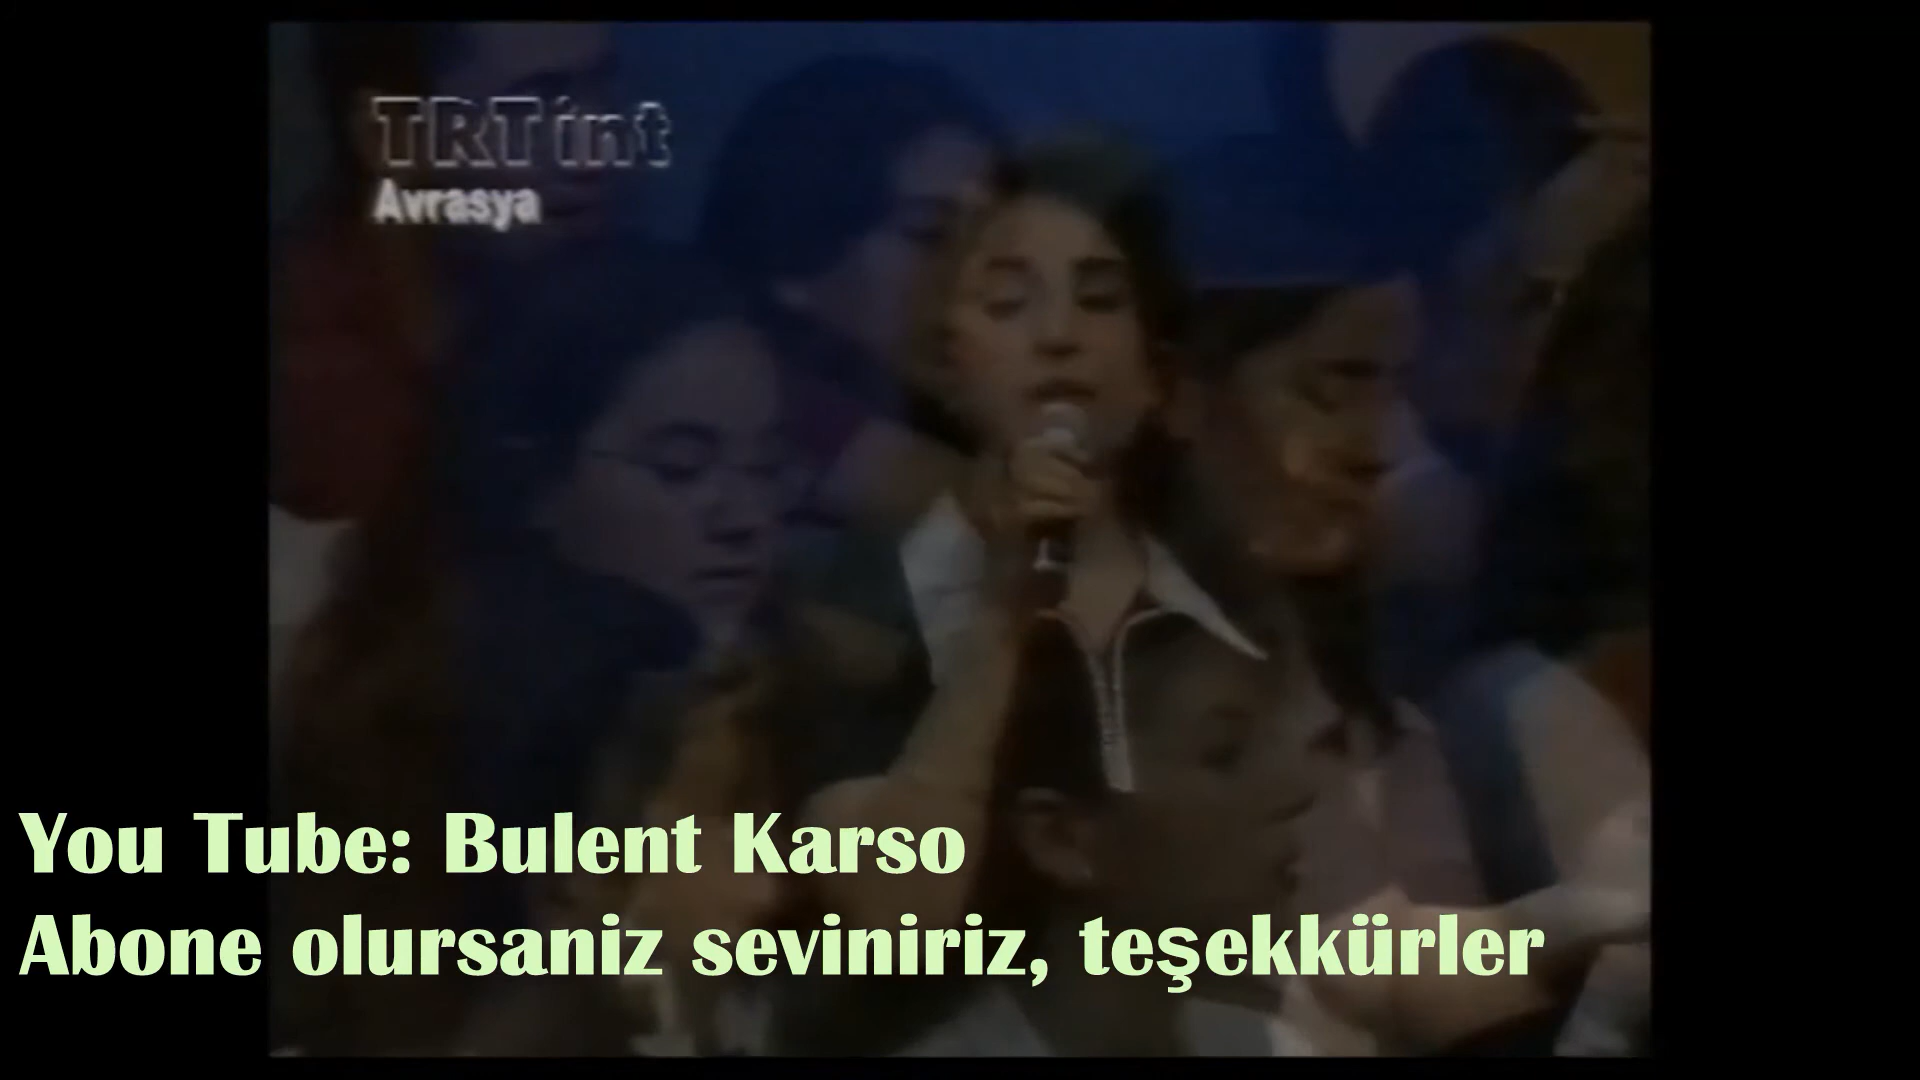 TRT int
Avrasya
You Tube: Bulent Karso
Abone olursaniz seviniriz, teşekkürler